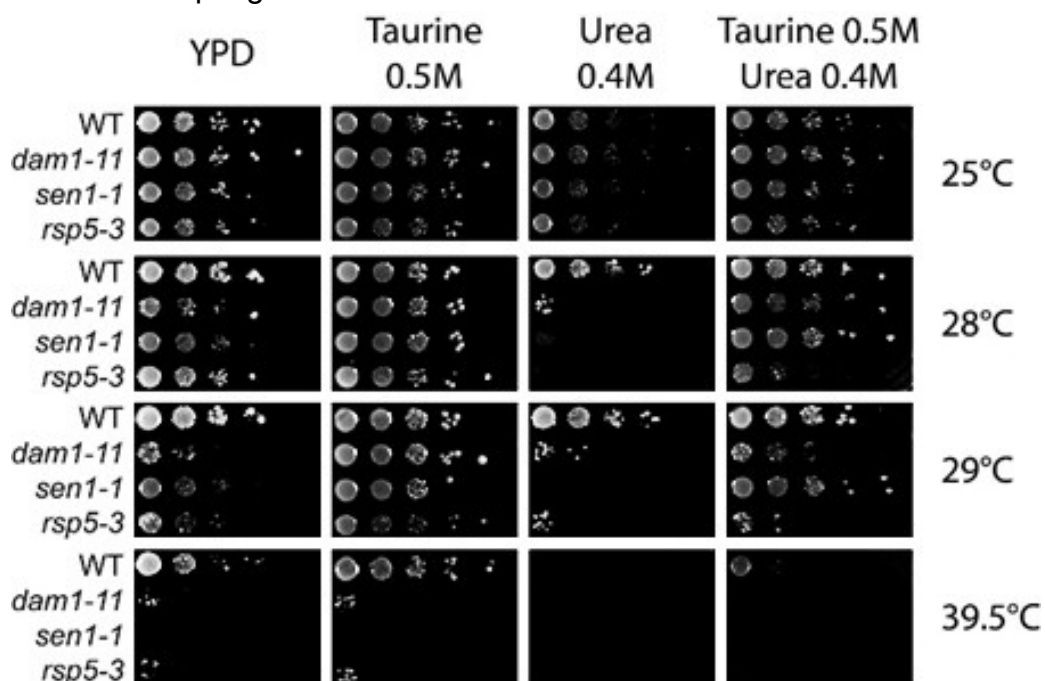 YPD
Taurine
0.5M
Urea
0.4M
Taurine 0.5M
Urea 0.4M
WT
dam1-11
sen1-1
rsp5-3
25°C
WT
dam1-11
sen1-1
rsp5-3
28°C
WT
dam1-11
sen1-1
rsp5-3
29°C
WT
dam1-11
sen1-1
rsp5-3
39.5°C